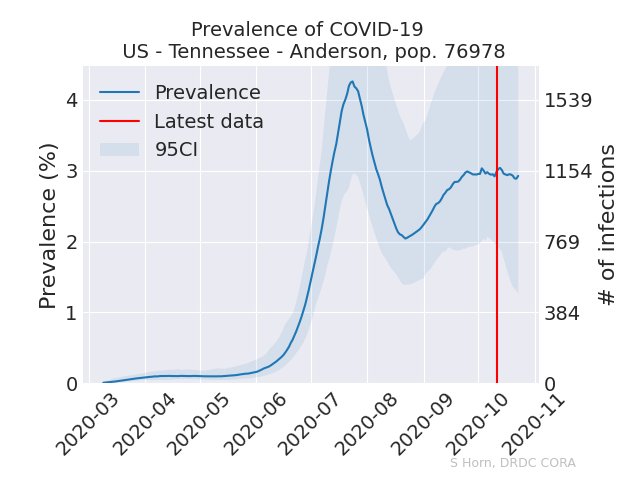 Prevalence of COVID-19
US - Tennessee - Anderson, pop. 76978
Prevalence
Latest data
95CI
Prevalence (%)
4
3
2
1
0
1539
1154
769
384
0
# of infections
2020-03
2020-04
2020-05
2020-06
2020-07
2020-08
2020-09
2020-10
2020-11
S Horn, DRDC CORA